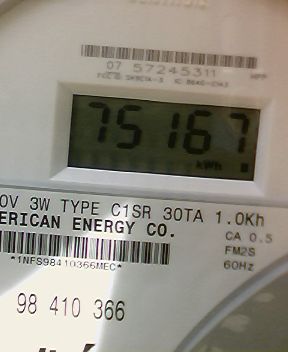 07 57245311
75167
kWh
0V 3W TYPE C1SR 30TA 1.0Kh
ERICAN ENERGY CO.
CA 0.5
FM2S
*1NFS98410366MEC*
60Hz
98 410 366